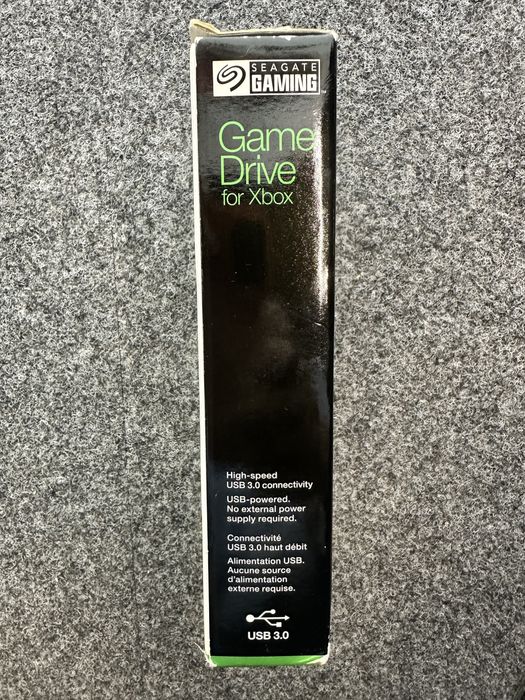 SEAGATE
GAMING
Game
Drive
for Xbox
High-speed
USB 3.0 connectivity
USB-powered.
No external power
supply required.
Connectivité
USB 3.0 haut débit
Alimentation USB.
Aucune source
d'alimentation
externe requise.
USB 3.0